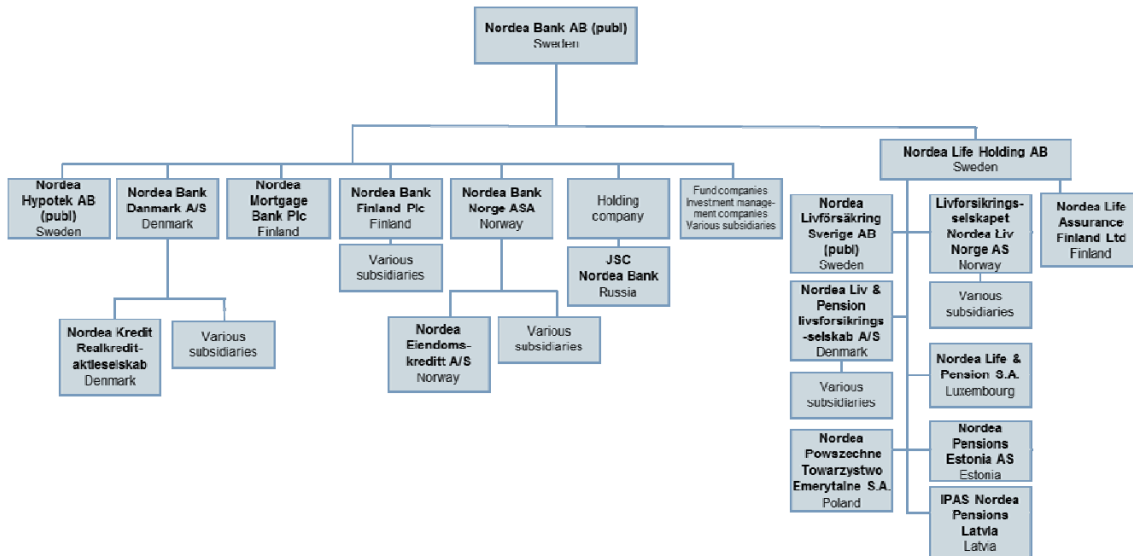 Nordea Bank AB (publ)
Sweden
Nordea Life Holding AB
Sweden
Nordea
Hypotek AB
(publ)
Sweden
Nordea Bank
Danmark A/S
Denmark
Nordea
Mortgage
Bank Plc
Finland
Nordea Bank
Finland Plc
Finland
Nordea Bank
Norge ASA
Norway
Holding
company
Fund companies
Investment manage-
ment companies
Various subsidiaries
Various
subsidiaries
JSC
Nordea Bank
Russia
Nordea Kredit
Realkredit-
aktieselskab
Denmark
Various
subsidiaries
Nordea
Eiendoms-
kreditt A/S
Norway
Various
subsidiaries
Nordea
Livförsäkring
Sverige AB
(publ)
Sweden
Livforsikrings-
selskapet
Nordea Liv
Norge AS
Norway
Nordea Life
Assurance
Finland Ltd
Finland
Various
subsidiaries
Nordea Liv &
Pension
livsforsikrings
-selskab A/S
Denmark
Various
subsidiaries
Nordea Life &
Pension S.A.
Luxembourg
Nordea
Powszechne
Towarzystwo
Emerytalne S.A.
Poland
Nordea
Pensions
Estonia AS
Estonia
IPAS Nordea
Pensions
Latvia
Latvia